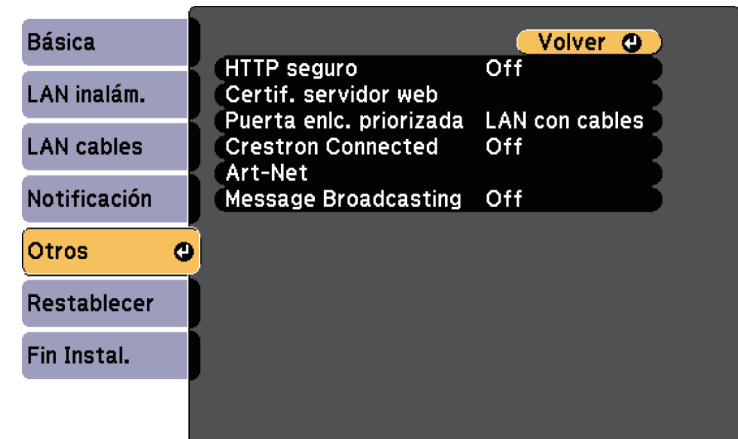 Básica
LAN inalám.
LAN cables
Notificación
Otros
Restablecer
Fin Instal.
Volver
HTTP seguro Off
Certif. servidor web
Puerta enlc. priorizada LAN con cables
Crestron Connected Off
Art-Net
Message Broadcasting Off